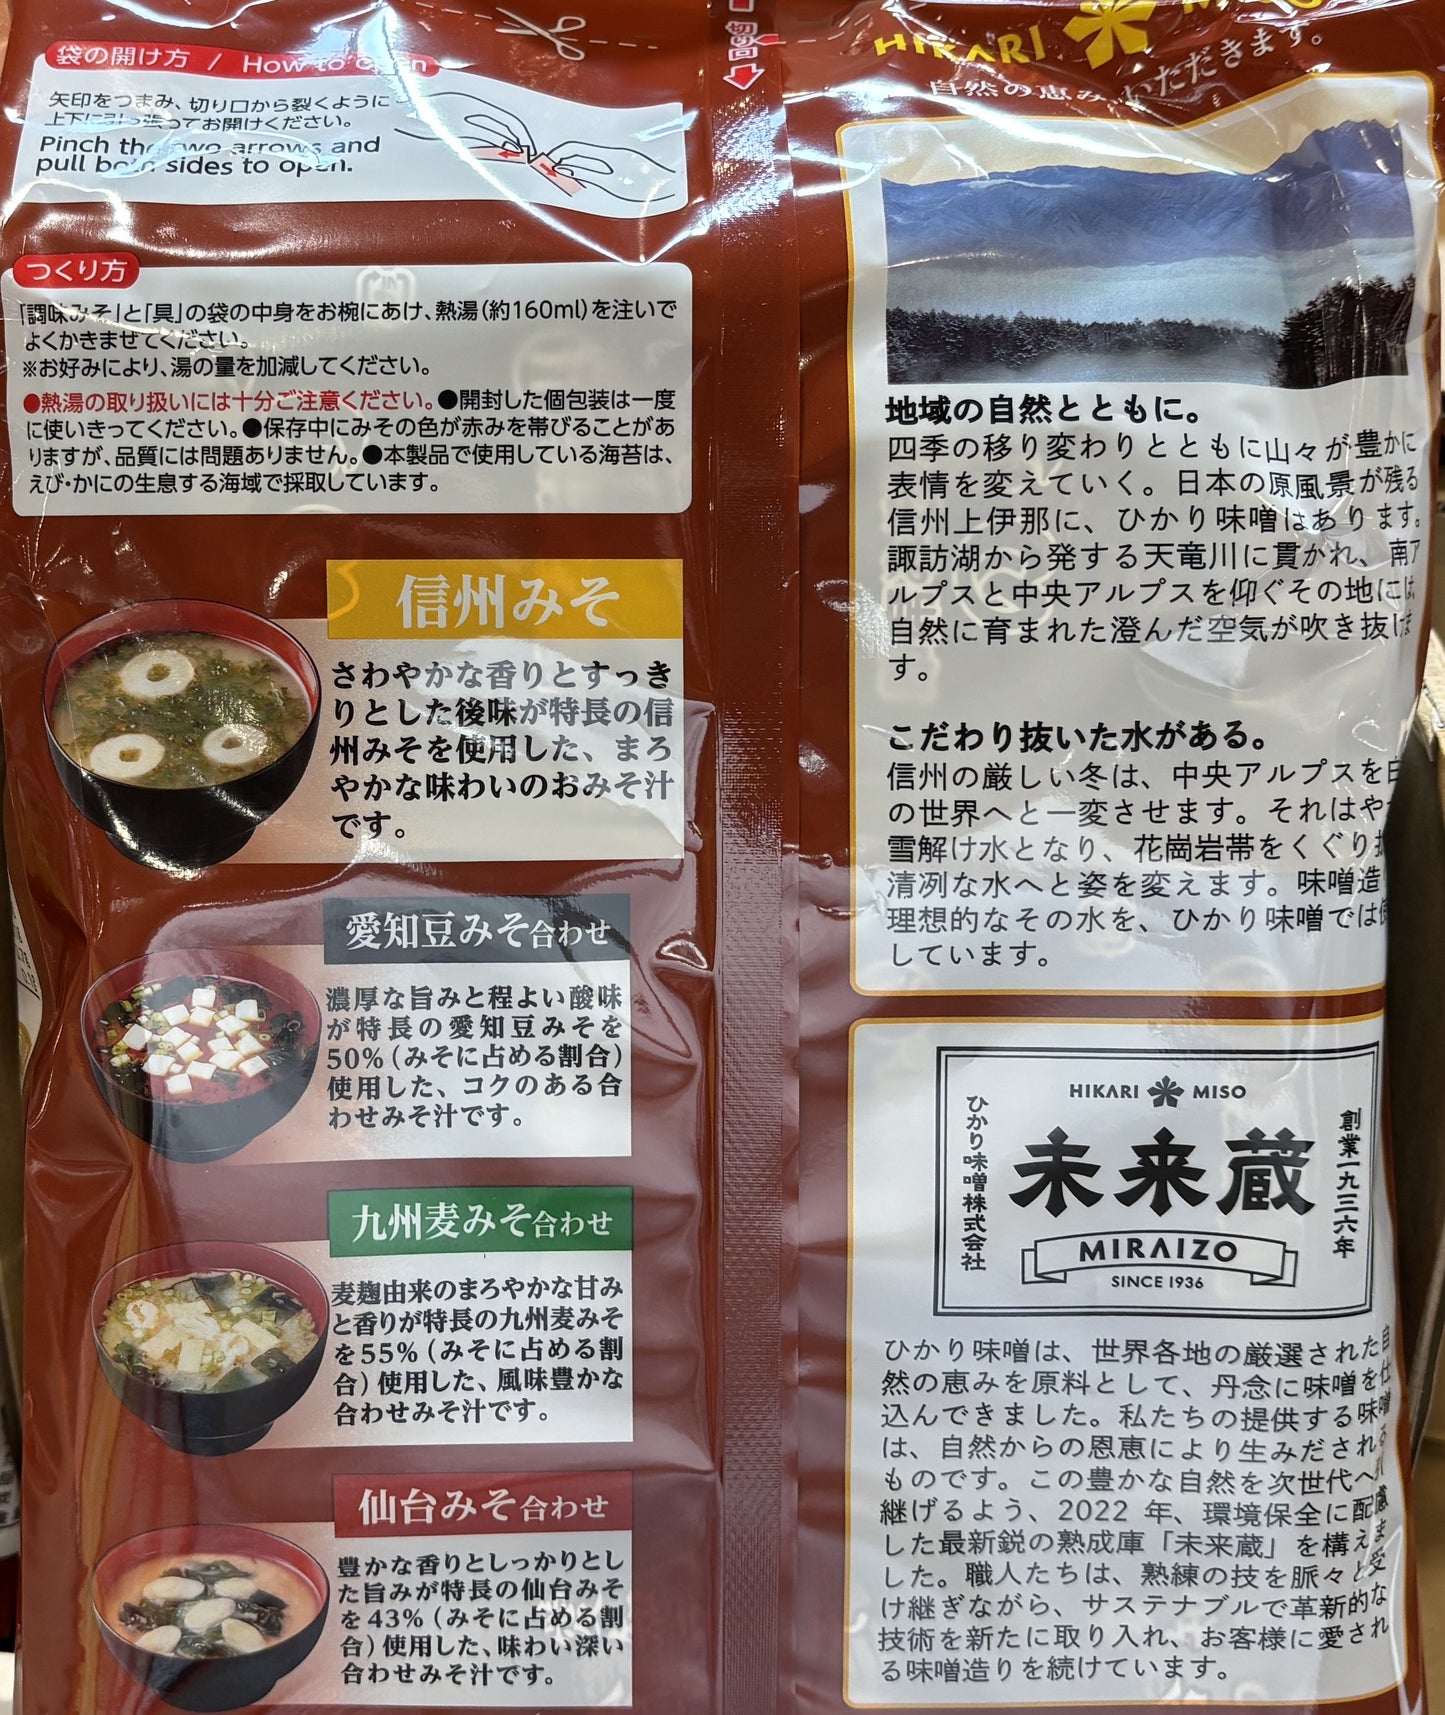 袋の開け方 / How to open
矢印をつまみ、切り口から裂くように
上下に引っ張ってお開けください。
Pinch the two arrows and
pull both sides to open.
つくり方
「調味みそ」と「具」の袋の中身をお椀にあけ、熱湯(約160ml)を注いで
よくかきまぜてください。
※お好みにより、湯の量を加減してください。
●熱湯の取り扱いには十分ご注意ください。●開封した個包装は一度
に使いきってください。●保存中にみその色が赤みを帯びることがあ
りますが、品質には問題ありません。●本製品で使用している海苔は、
えび・かにの生息する海域で採取しています。
信州みそ
さわやかな香りとすっき
りとした後味が特長の信
州みそを使用した、まろ
やかな味わいのおみそ汁
です。
愛知豆みそ合わせ
濃厚な旨みと程よい酸味
が特長の愛知豆みそを
50%(みそに占める割合)
使用した、コクのある合
わせみそ汁です。
九州麦みそ合わせ
麦麹由来のまろやかな甘み
と香りが特長の九州麦みそ
を55%(みそに占める割
合)使用した、風味豊かな
合わせみそ汁です。
仙台みそ合わせ
豊かな香りとしっかりとし
た旨みが特長の仙台みそ
を43%(みそに占める割
合)使用した、味わい深い
合わせみそ汁です。
HIKARI MISO
自然の恵み、いただきます。
地域の自然とともに。
四季の移り変わりとともに山々が豊かに
表情を変えていく。日本の原風景が残る
信州上伊那に、ひかり味噌はあります。
諏訪湖から発する天竜川に貫かれ、南ア
ルプスと中央アルプスを仰ぐその地には
自然に育まれた澄んだ空気が吹き抜けま
す。
こだわり抜いた水がある。
信州の厳しい冬は、中央アルプスを
の世界へと一変させます。それはや
雪解け水となり、花崗岩帯をくぐり
清冽な水へと姿を変えます。味噌造
理想的なその水を、ひかり味噌では使
しています。
HIKARI MISO
ひかり味噌株式会社
未来蔵
創業一九三六年
MIRAIZO
SINCE 1936
ひかり味噌は、世界各地の厳選された自
然の恵みを原料として、丹念に味噌を仕
込んできました。私たちの提供する味噌
は、自然からの恩恵により生みだされる
ものです。この豊かな自然を次世代へ引
継げるよう、2022 年、環境保全に配慮
した最新鋭の熟成庫「未来蔵」を構えま
した。職人たちは、熟練の技を脈々と受
け継ぎながら、サステナブルで革新的な
技術を新たに取り入れ、お客様に愛され
る味噌造りを続けています。